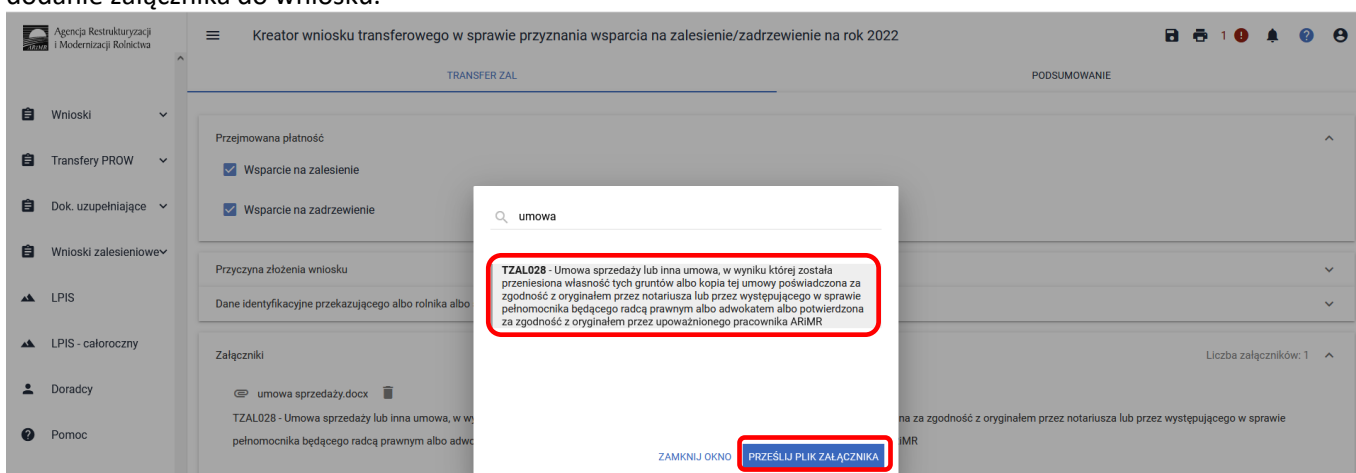 dodanie załącznika do wniosku.
Agencja Restrukturyzacji
i Modernizacji Rolnictwa
ARiMR
Kreator wniosku transferowego w sprawie przyznania wsparcia na zalesienie/zadrzewienie na rok 2022
1
TRANSFER ZAL
PODSUMOWANIE
Wnioski
Transfery PROW
Dok. uzupełniające
Wnioski zalesieniowe
LPIS
LPIS - całoroczny
Doradcy
Pomoc
Przejmowana płatność
Wsparcie na zalesienie
Wsparcie na zadrzewienie
Przyczyna złożenia wniosku
Dane identyfikacyjne przekazującego albo rolnika albo
Załączniki
Liczba załączników: 1
umowa sprzedaży.docx
TZAL028 - Umowa sprzedaży lub inna umowa, w wy
na za zgodność z oryginałem przez notariusza lub przez występującego w sprawie
pełnomocnika będącego radcą prawnym albo adwo
iMR
umowa
TZAL028 - Umowa sprzedaży lub inna umowa, w wyniku której została
przeniesiona własność tych gruntów albo kopia tej umowy poświadczona za
zgodność z oryginałem przez notariusza lub przez występującego w sprawie
pełnomocnika będącego radcą prawnym albo adwokatem albo potwierdzona
za zgodność z oryginałem przez upoważnionego pracownika ARiMR
ZAMKNIJ OKNO
PRZEŚLIJ PLIK ZAŁĄCZNIKA